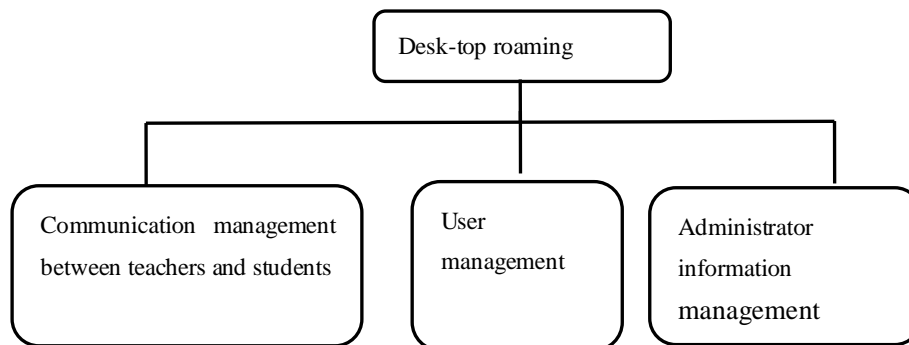 Desk-top roaming
Communication management
between teachers and students
User
management
Administrator
information
management